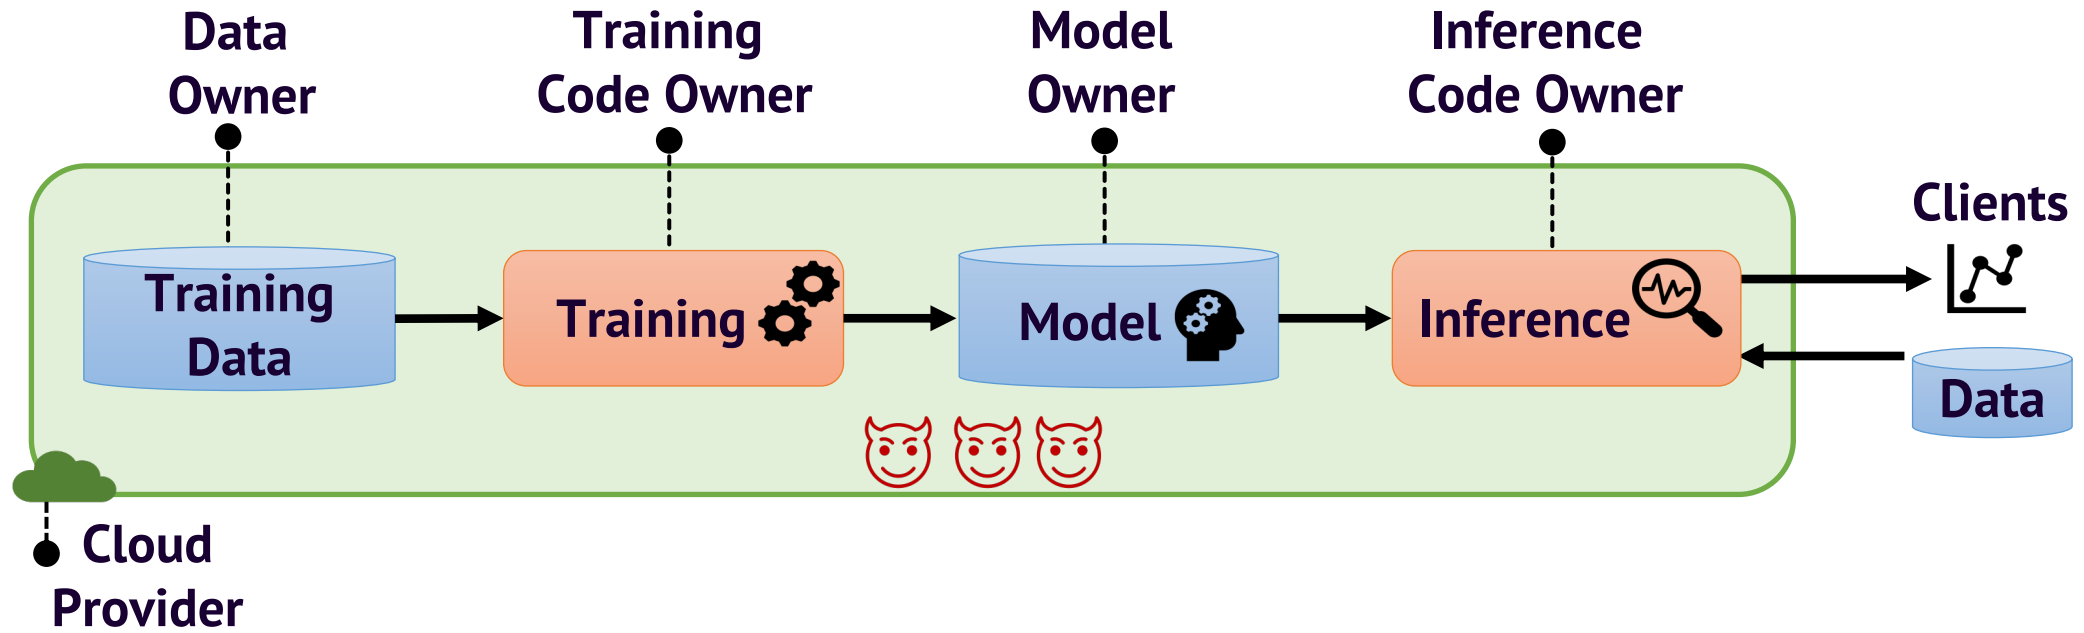 Data
Owner
Training
Code Owner
Model
Owner
Inference
Code Owner
Training
Data
Training
Model
Inference
Clients
Data
Cloud
Provider